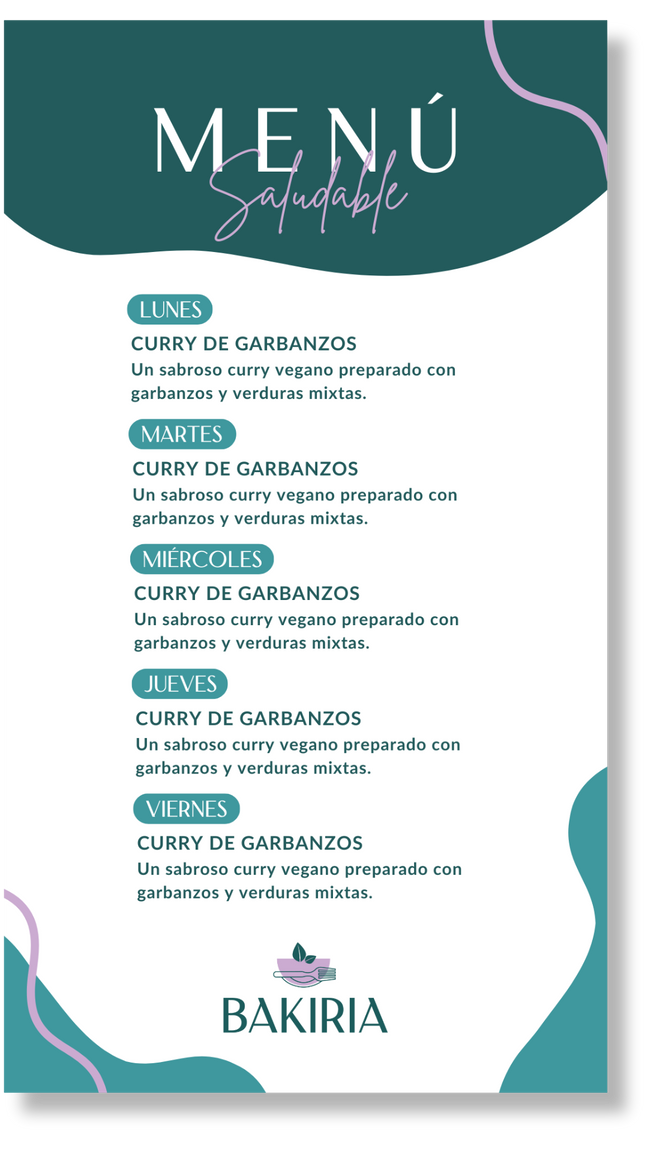 MENÚ
Saludable
LUNES
CURRY DE GARBANZOS
Un sabroso curry vegano preparado con
garbanzos y verduras mixtas.
MARTES
CURRY DE GARBANZOS
Un sabroso curry vegano preparado con
garbanzos y verduras mixtas.
MIÉRCOLES
CURRY DE GARBANZOS
Un sabroso curry vegano preparado con
garbanzos y verduras mixtas.
JUEVES
CURRY DE GARBANZOS
Un sabroso curry vegano preparado con
garbanzos y verduras mixtas.
VIERNES
CURRY DE GARBANZOS
Un sabroso curry vegano preparado con
garbanzos y verduras mixtas.
BAKIRIA